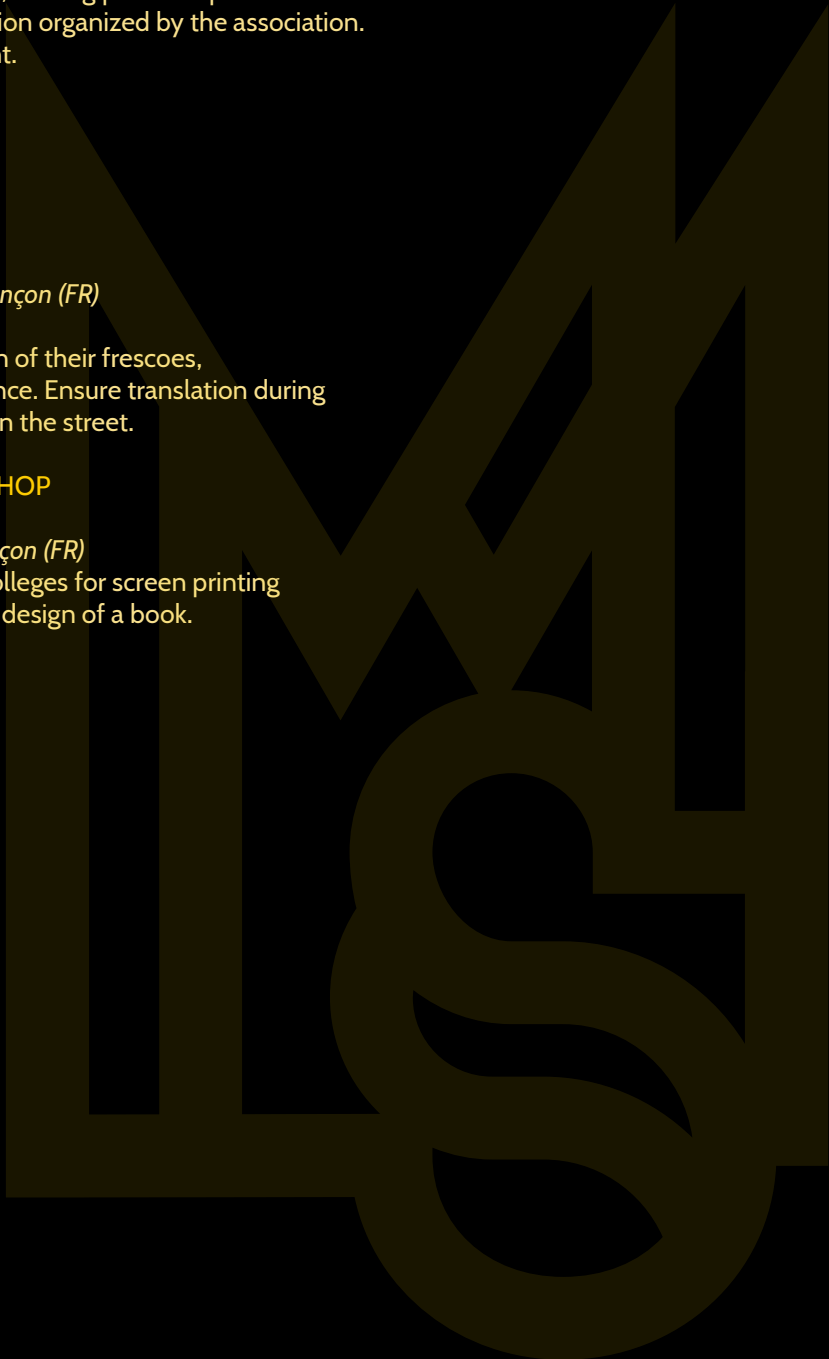 ion organized by the association.
nt.
nçon (FR)
n of their frescoes,
nce. Ensure translation during
n the street.
HOP
çon (FR)
olleges for screen printing
design of a book.